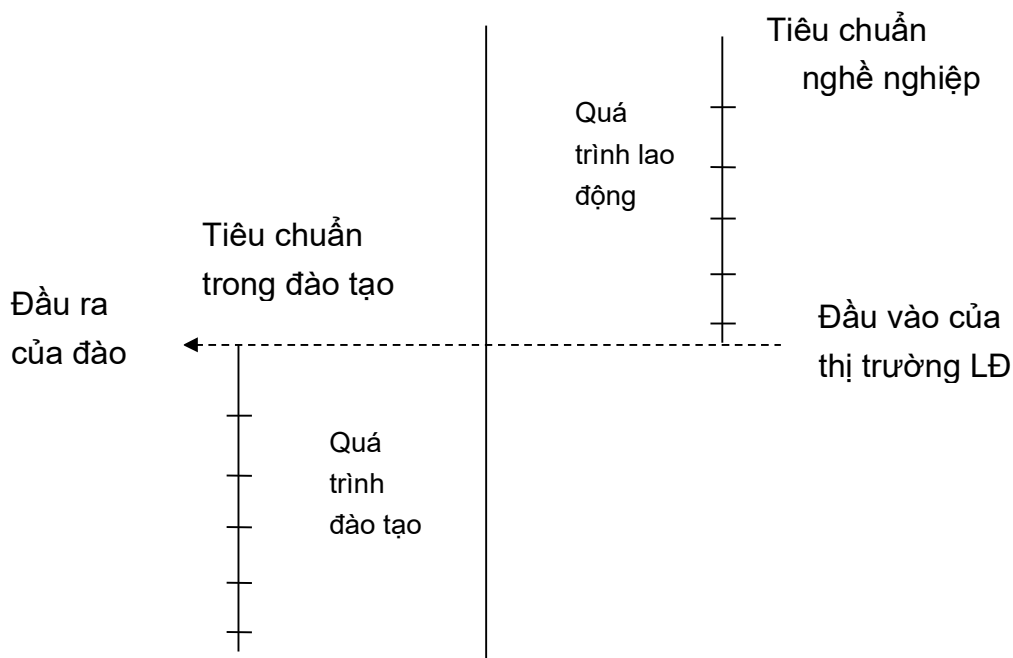 Tiêu chuẩn
nghề nghiệp
Quá
trình lao
động
Tiêu chuẩn
trong đào tạo
Đầu ra
của đào
Đầu vào của
thị trường LĐ
Quá
trình
đào tạo